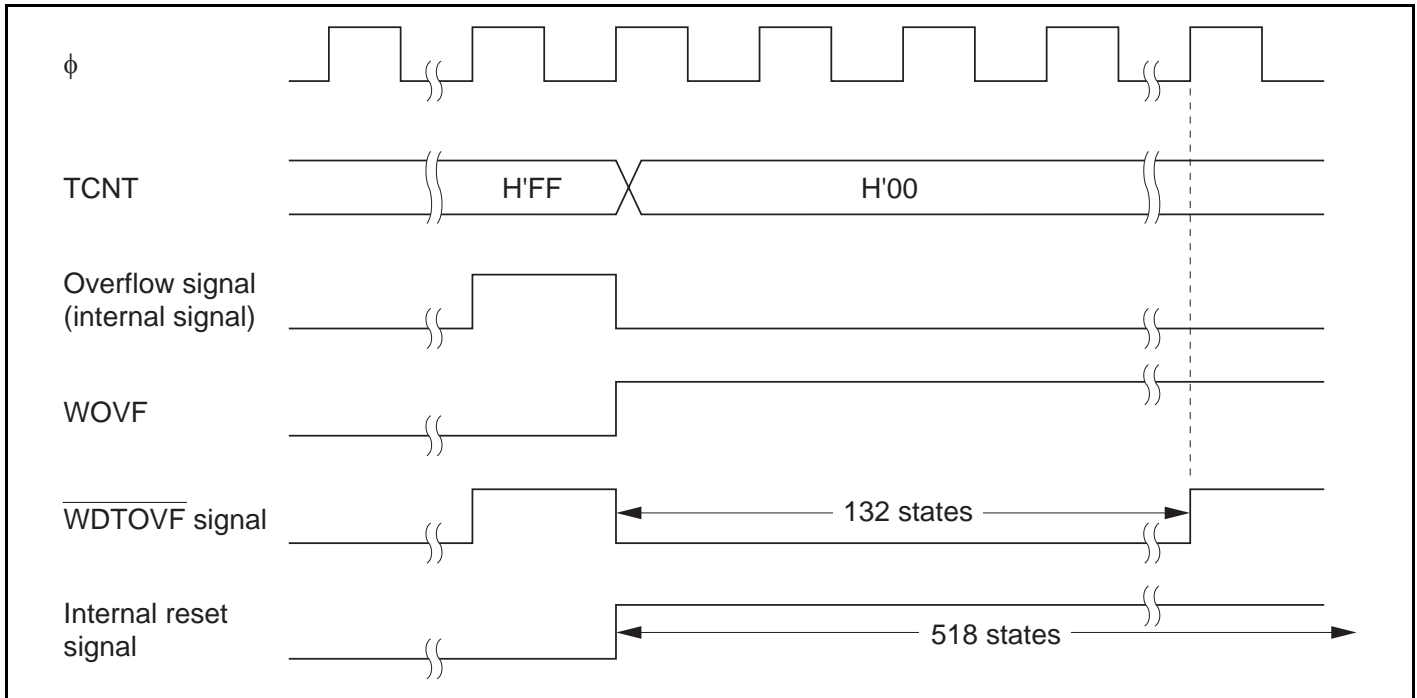 ϕ
TCNT
H'FF
H'00
Overflow signal
(internal signal)
WOVF
WDTOVF signal
132 states
Internal reset
signal
518 states